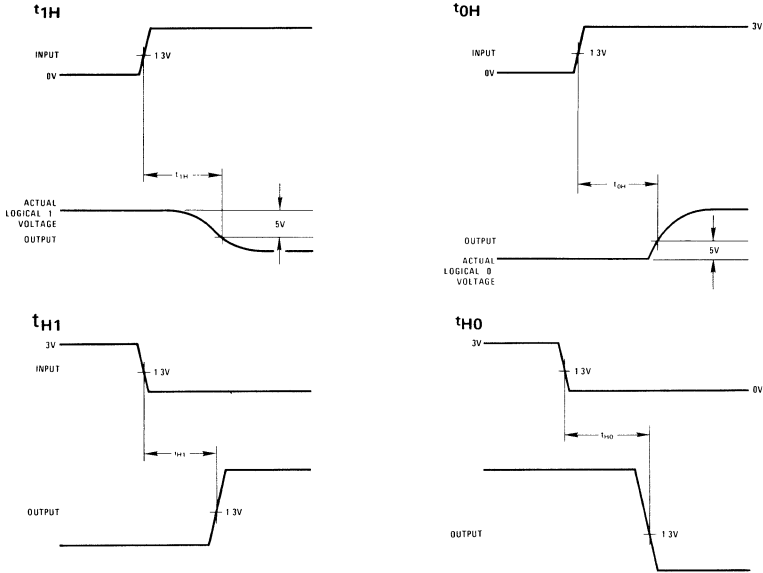 t1H
INPUT
1 3V
0V
t1H
ACTUAL
LOGICAL 1
VOLTAGE
OUTPUT
5V
t0H
3V
INPUT
1 3V
0V
t0H
OUTPUT
5V
ACTUAL
LOGICAL 0
VOLTAGE
tH1
3V
INPUT
1 3V
tH1
OUTPUT
1 3V
tH0
3V
1 3V
0V
tH0
OUTPUT
1 3V